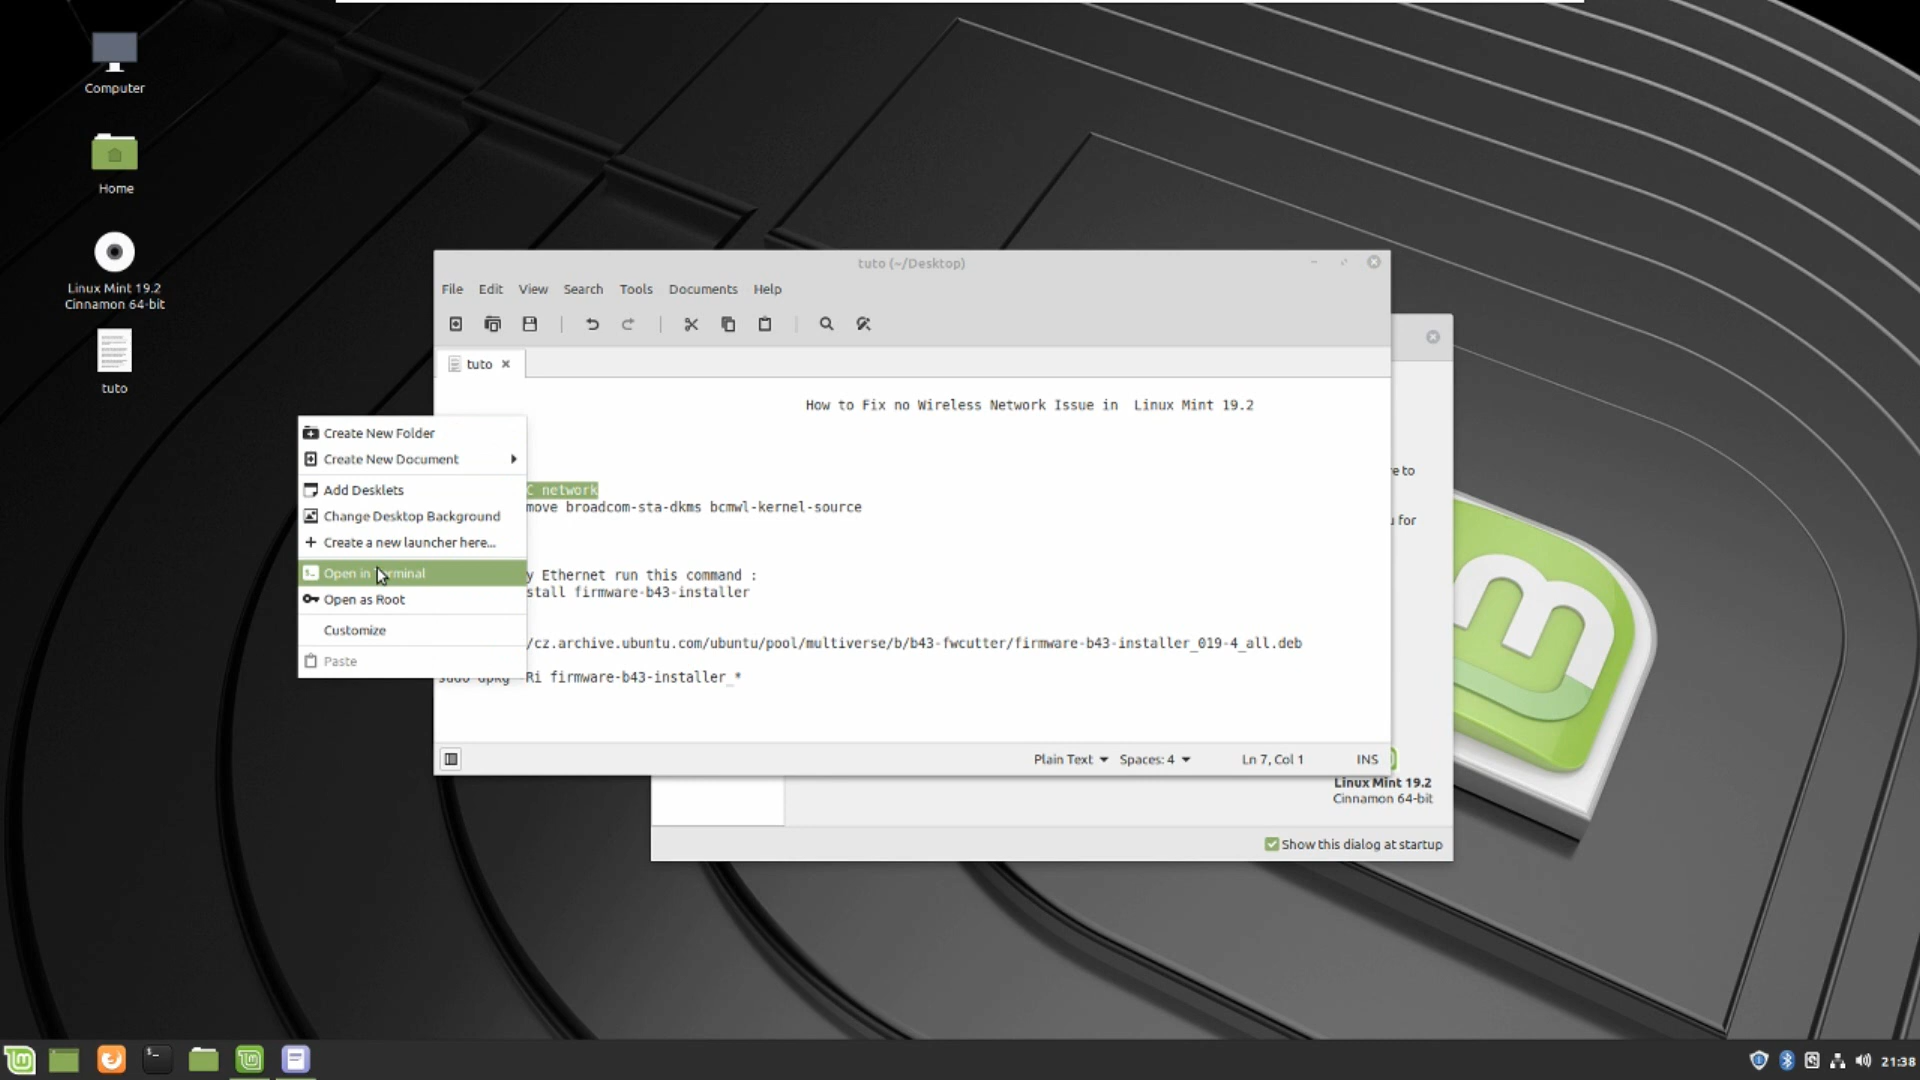 Computer
Home
Linux Mint 19.2
Cinnamon 64-bit
tuto
tuto (~/Desktop)
File Edit View Search Tools Documents Help
tuto
How to Fix no Wireless Network Issue in Linux Mint 19.2
C network
move broadcom-sta-dkms bcmwl-kernel-source
y Ethernet run this command :
stall firmware-b43-installer
/cz.archive.ubuntu.com/ubuntu/pool/multiverse/b/b43-fwcutter/firmware-b43-installer_019-4_all.deb
sudo dpkg -Ri firmware-b43-installer_*
Plain Text Spaces: 4 Ln 7, Col 1 INS
Create New Folder
Create New Document
Add Desklets
Change Desktop Background
Create a new launcher here...
Open in Terminal
Open as Root
Customize
Paste
re to
u for
Linux Mint 19.2
Cinnamon 64-bit
Show this dialog at startup
21:38